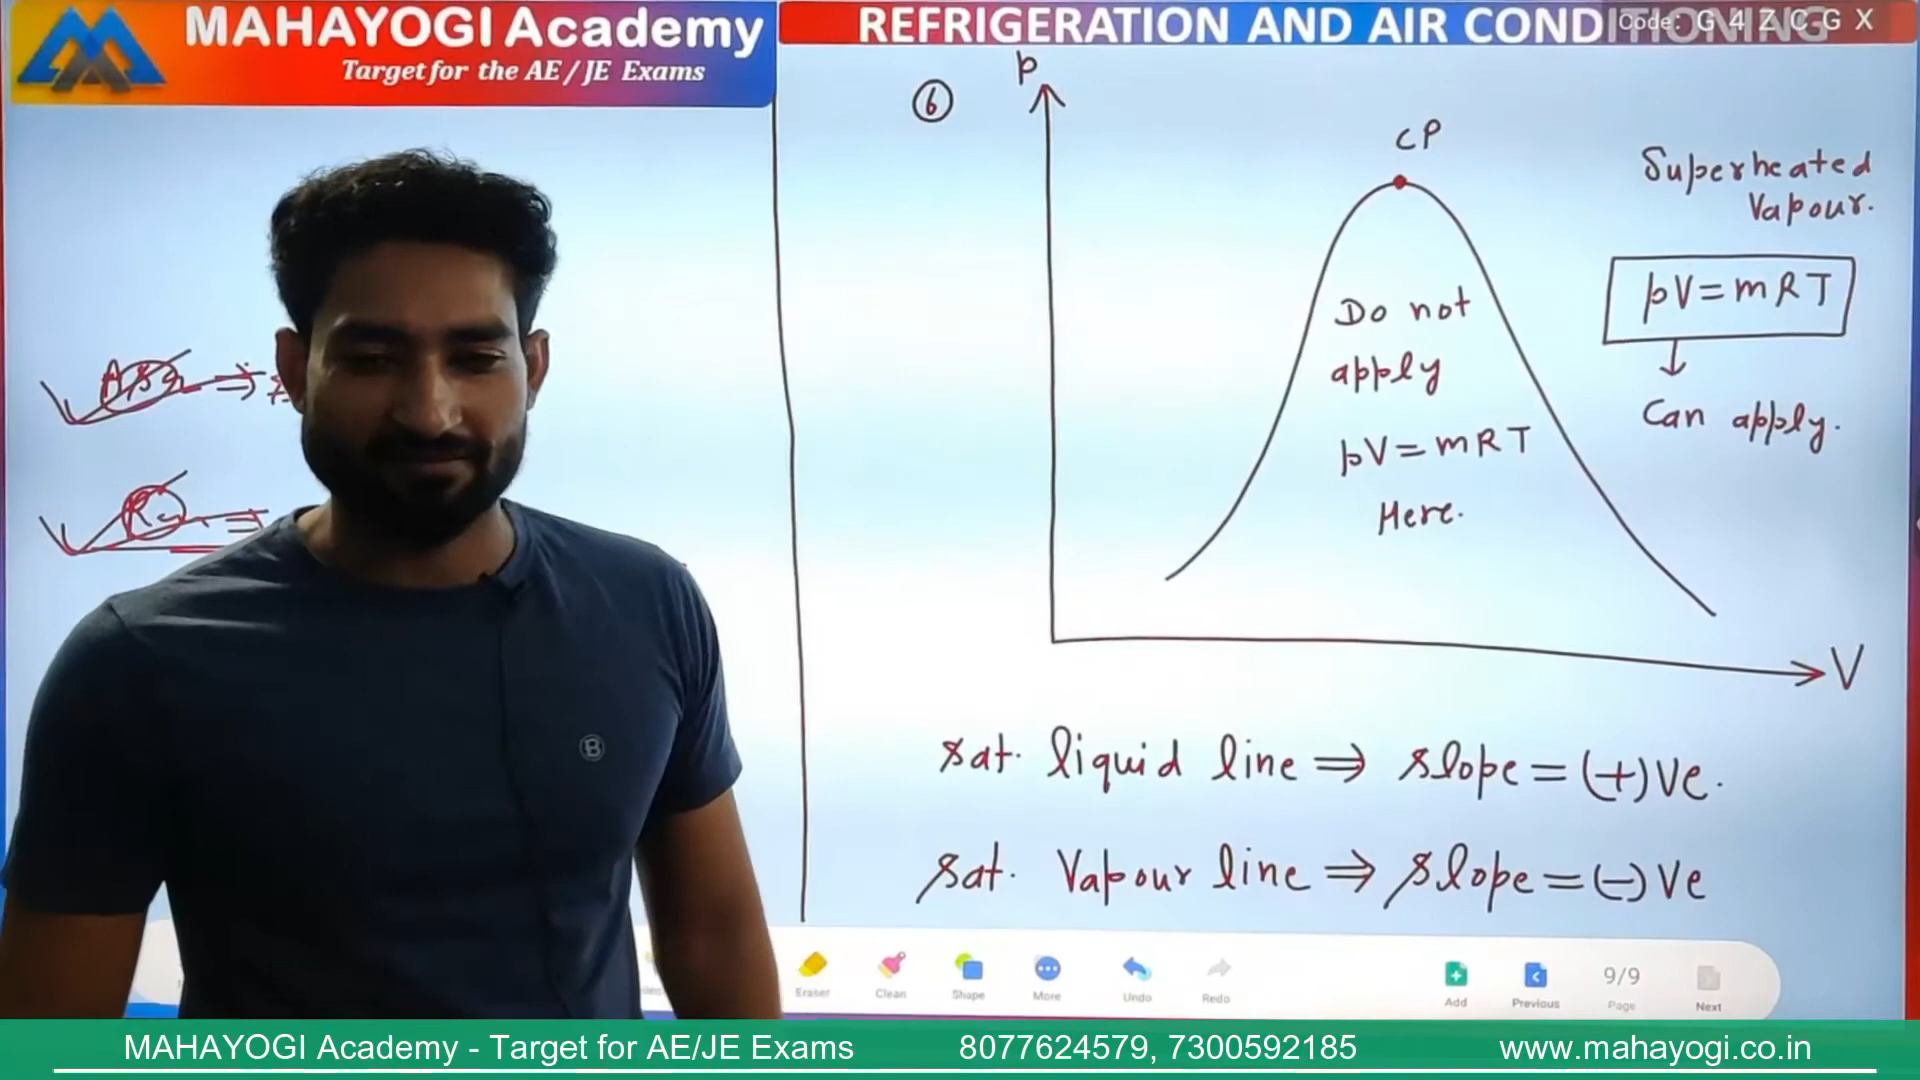 MAHAYOGI Academy
Target for the AE/JE Exams
REFRIGERATION AND AIR CONDITIONING
Code: G 4 Z C G X
6
p
CP
Superheated
Vapour.
pV=mRT
Can apply.
Do not
apply
pV=mRT
Here.
V
sat. liquid line ⇒ slope=(+)ve.
sat. Vapour line ⇒ slope=(-)ve
Eraser
Clean
Shape
More
Undo
Redo
Add
Previous
9/9
Page
Next
MAHAYOGI Academy - Target for AE/JE Exams 8077624579, 7300592185 www.mahayogi.co.in